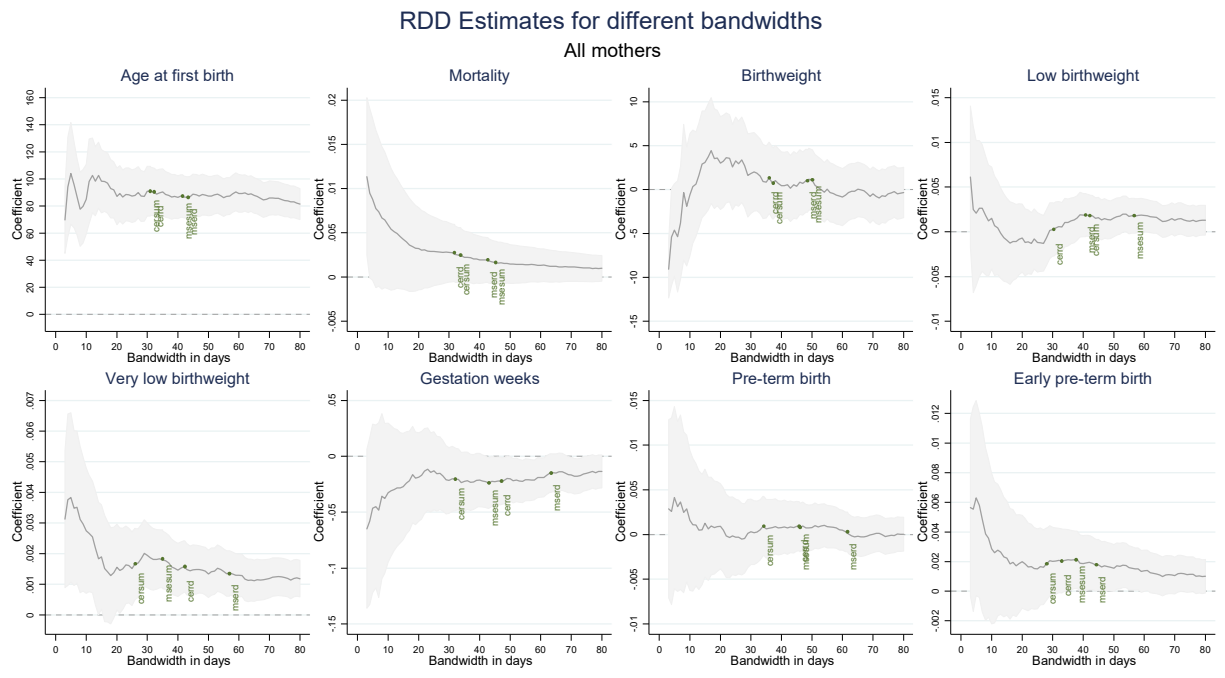 RDD Estimates for different bandwidths
All mothers
Age at first birth
Coefficient
0 20 40 60 80 100 120 140 160
cersum cerrd msesum mserd
0 10 20 30 40 50 60 70 80
Bandwidth in days
Mortality
Coefficient
-.005 0 .005 .01 .015 .02
cerrd cersum mserd msesum
0 10 20 30 40 50 60 70 80
Bandwidth in days
Birthweight
Coefficient
-15 -10 -5 0 5 10
cerrd cersum mserd msesum
0 10 20 30 40 50 60 70 80
Bandwidth in days
Low birthweight
Coefficient
-.01 -.005 0 .005 .01 .015
cerrd mserd cersum msesum
0 10 20 30 40 50 60 70 80
Bandwidth in days
Very low birthweight
Coefficient
0 .001 .002 .003 .004 .005 .006 .007
cersum msesum cerrd mserd
0 10 20 30 40 50 60 70 80
Bandwidth in days
Gestation weeks
Coefficient
-.15 -.1 -.05 0 .05
cersum msesum cerrd mserd
0 10 20 30 40 50 60 70 80
Bandwidth in days
Pre-term birth
Coefficient
-.01 -.005 0 .005 .01 .015
cersum mserd
0 10 20 30 40 50 60 70 80
Bandwidth in days
Early pre-term birth
Coefficient
-.002 0 .002 .004 .006 .008 .01 .012
cersum cerrd msesum mserd
0 10 20 30 40 50 60 70 80
Bandwidth in days